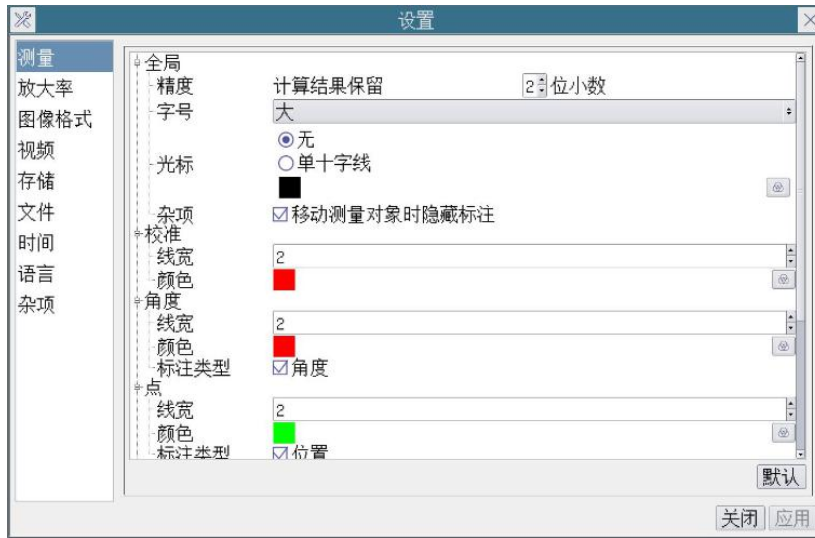 设置
测量
放大率
图像格式
视频
存储
文件
时间
语言
杂项
全局
精度 计算结果保留 2 位小数
字号 大
光标 无
单十字线
杂项 移动测量对象时隐藏标注
校准
线宽 2
颜色
角度
线宽 2
颜色
标注类型 角度
点
线宽 2
颜色
标注类型 位置
默认
关闭 应用